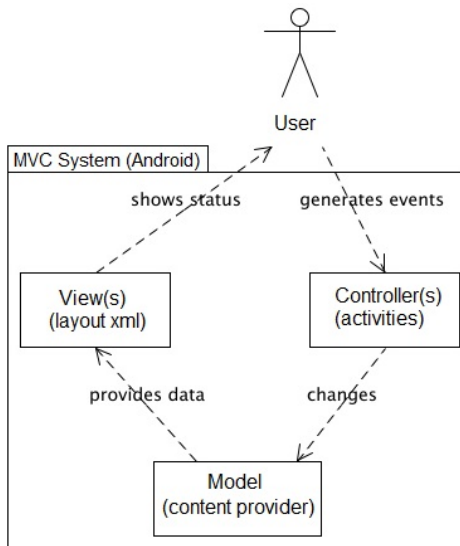 User
MVC System (Android)
shows status
generates events
View(s)
(layout xml)
Controller(s)
(activities)
provides data
changes
Model
(content provider)